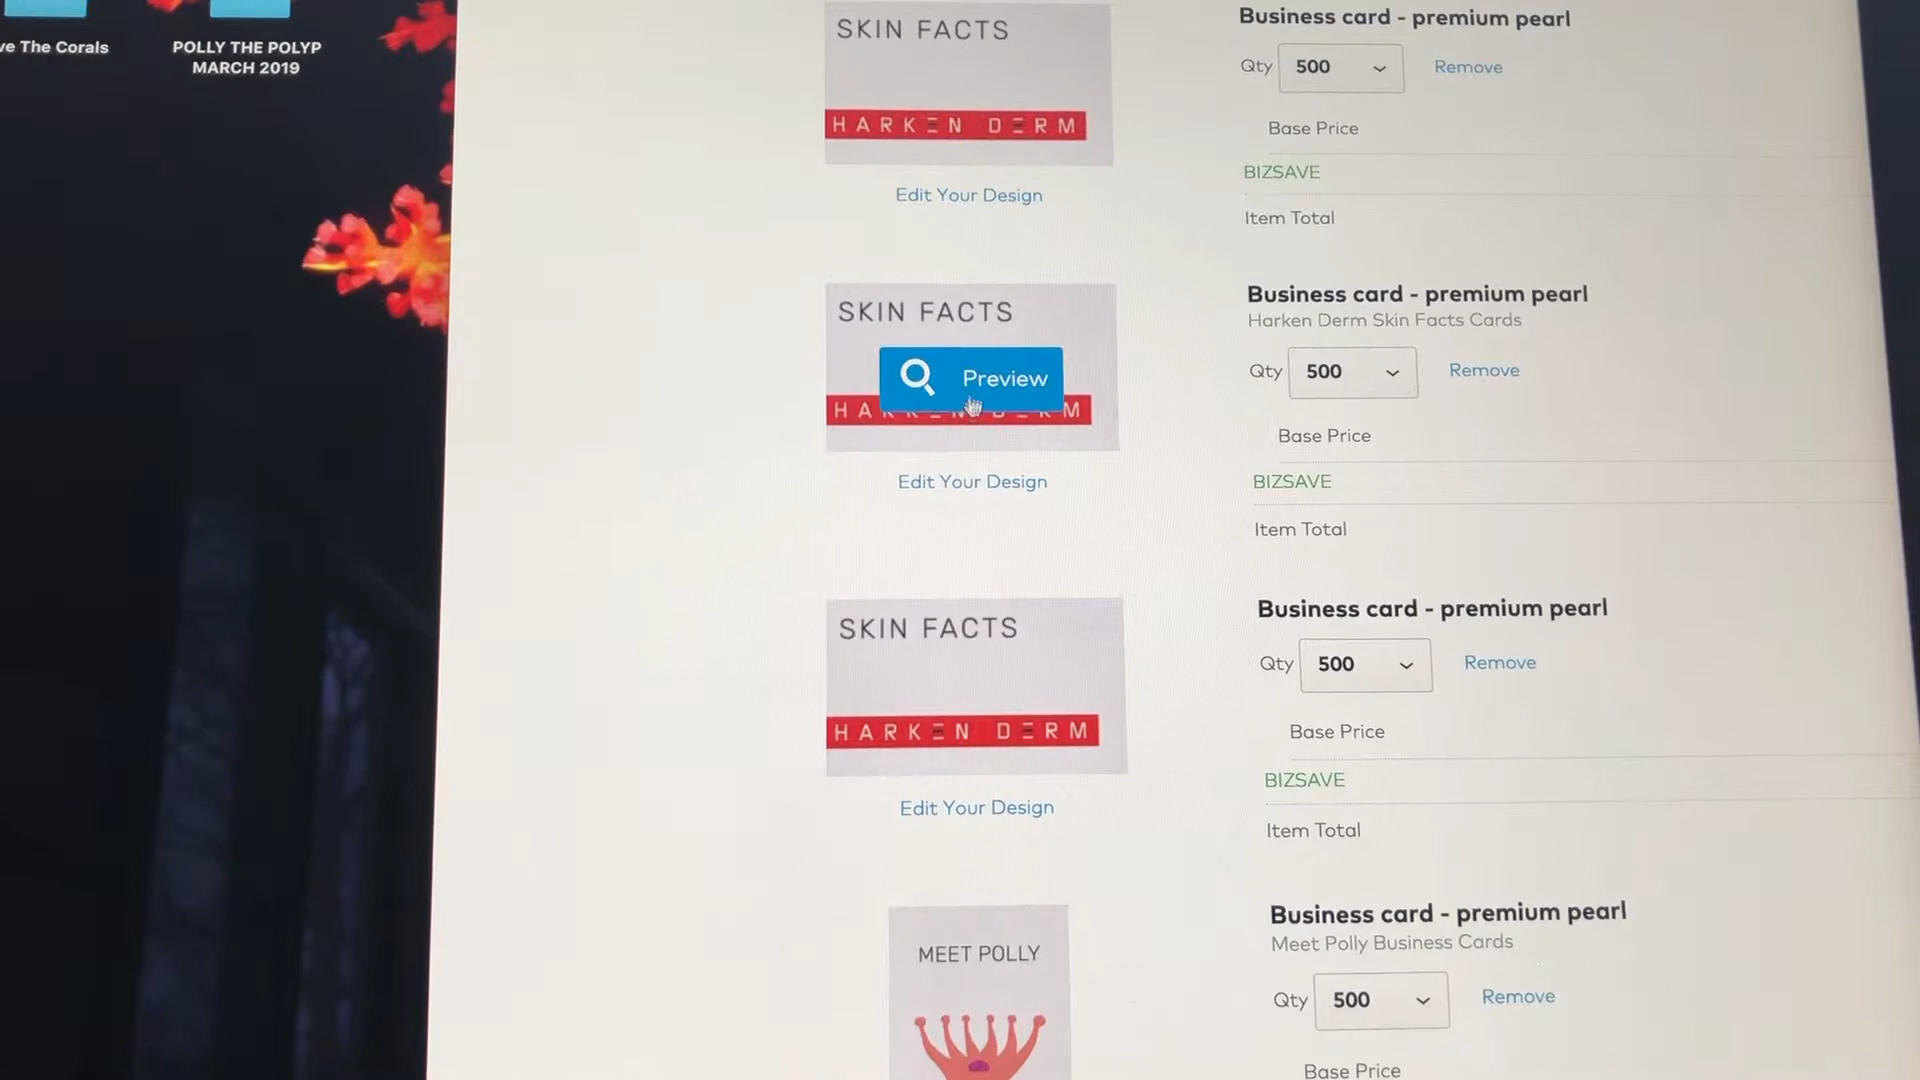 ve The Corals
POLLY THE POLYP
MARCH 2019
SKIN FACTS
HARKEN DERM
Edit Your Design
Business card - premium pearl
Qty 500 Remove
Base Price
BIZSAVE
Item Total
SKIN FACTS
Preview
HARKEN DERM
Edit Your Design
Business card - premium pearl
Harken Derm Skin Facts Cards
Qty 500 Remove
Base Price
BIZSAVE
Item Total
SKIN FACTS
HARKEN DERM
Edit Your Design
Business card - premium pearl
Qty 500 Remove
Base Price
BIZSAVE
Item Total
MEET POLLY
Business card - premium pearl
Meet Polly Business Cards
Qty 500 Remove
Base Price